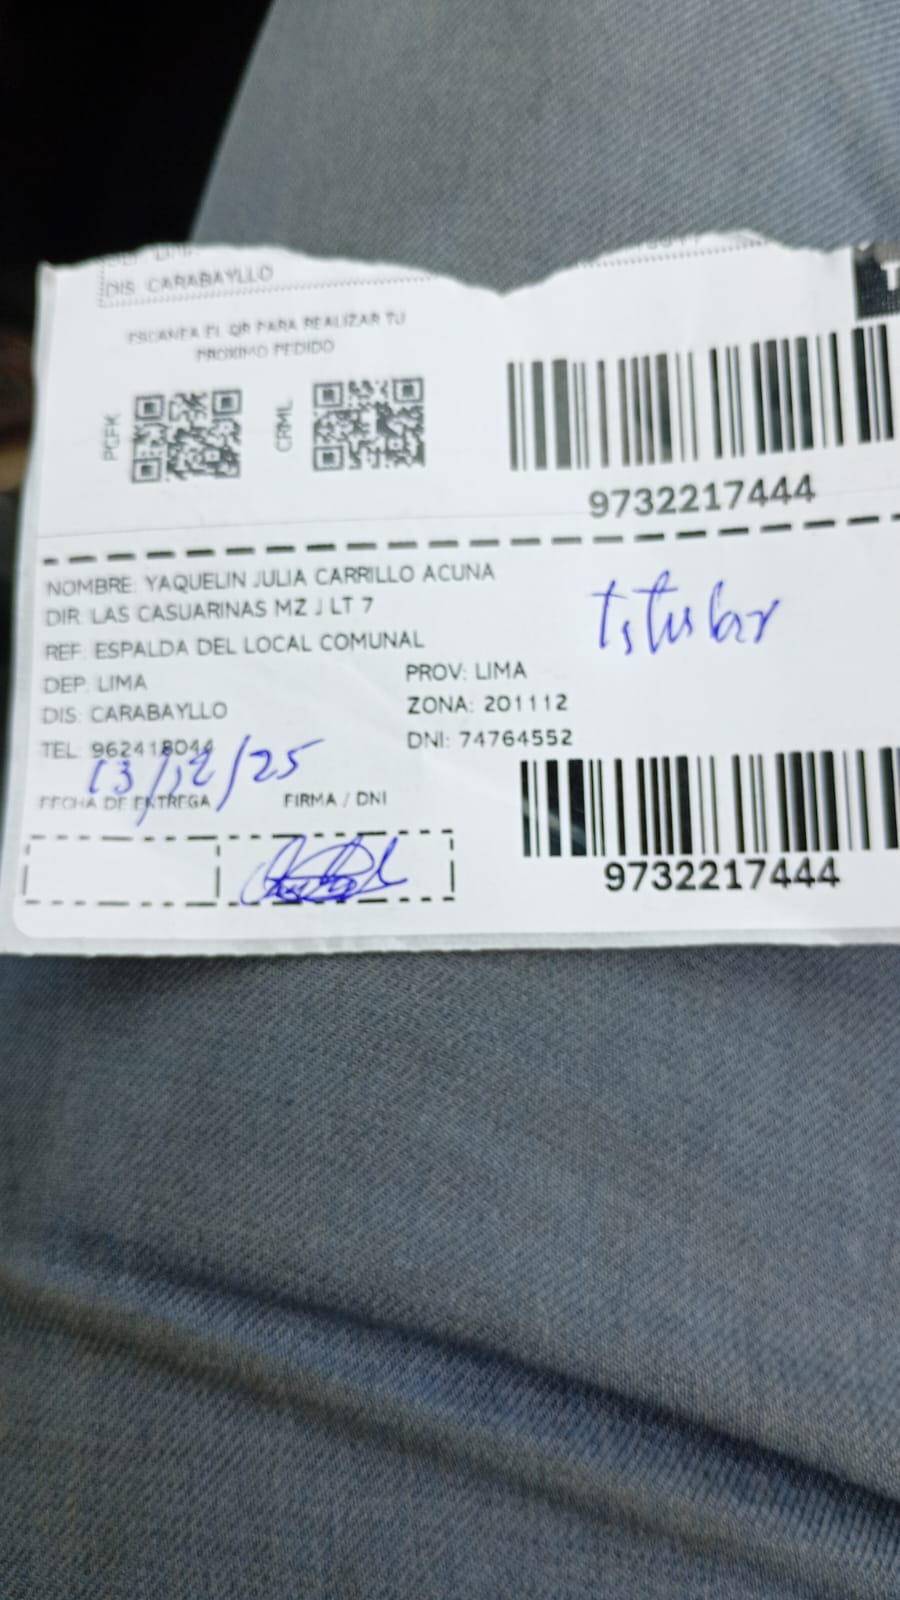 DIS CARABAYLLO
ESCANEA EL QR PARA REALIZAR TU
PROXIMO PEDIDO
PCFK
CRML
9732217444
NOMBRE: YAQUELIN JULIA CARRILLO ACUNA
DIR LAS CASUARINAS MZ J LT 7
titular
REF: ESPALDA DEL LOCAL COMUNAL
DEP: LIMA
PROV: LIMA
DIS: CARABAYLLO
ZONA: 201112
TEL: 962418044
DNI: 74764552
13/12/25
FECHA DE ENTREGA
FIRMA / DNI
9732217444